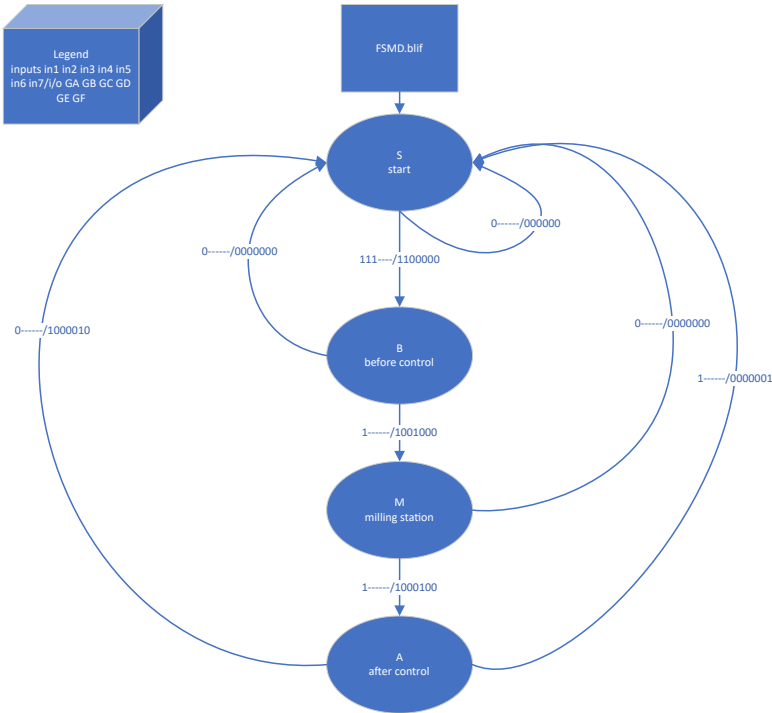 Legend
inputs in1 in2 in3 in4 in5
in6 in7/i/o GA GB GC GD
GE GF
FSMD.blif
S
start
0------/000000
0------/0000000
111----/1100000
0------/1000010
0------/0000000
B
before control
1------/0000001
1------/1001000
M
milling station
1------/1000100
A
after control